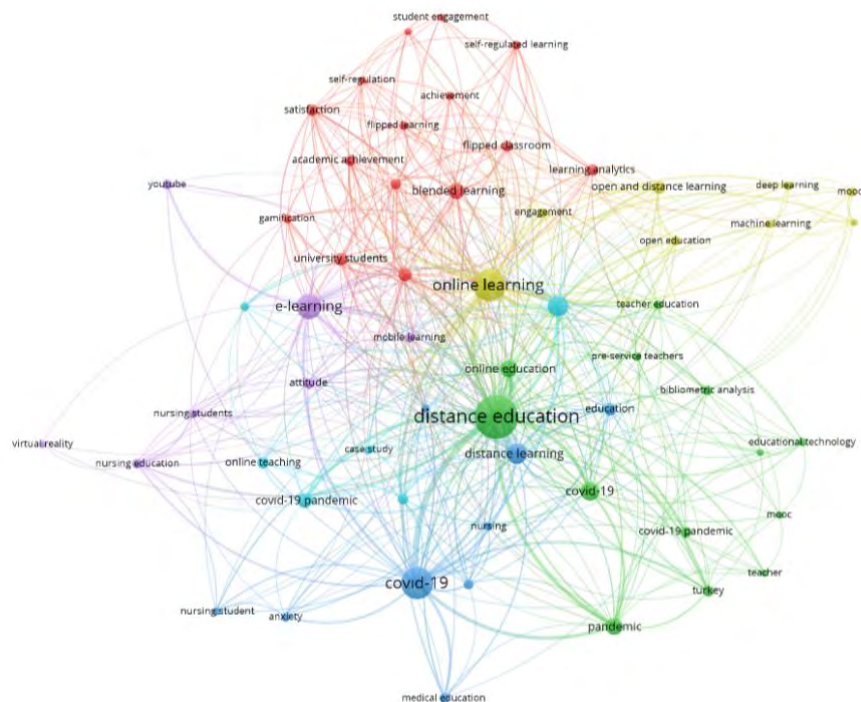 student engagement
self-regulated learning
self-regulation
achievement
satisfaction
flipped learning
flipped classroom
academic achievement
learning analytics
youtube
blended learning
open and distance learning
deep learning
mooc
gamification
engagement
machine learning
open education
university students
online learning
e-learning
teacher education
mobile learning
pre-service teachers
online education
attitude
bibliometric analysis
nursing students
distance education
education
virtual reality
case study
distance learning
educational technology
nursing education
online teaching
covid-19
covid-19 pandemic
mooc
nursing
covid-19 pandemic
covid-19
teacher
turkey
nursing student
anxiety
pandemic
medical education